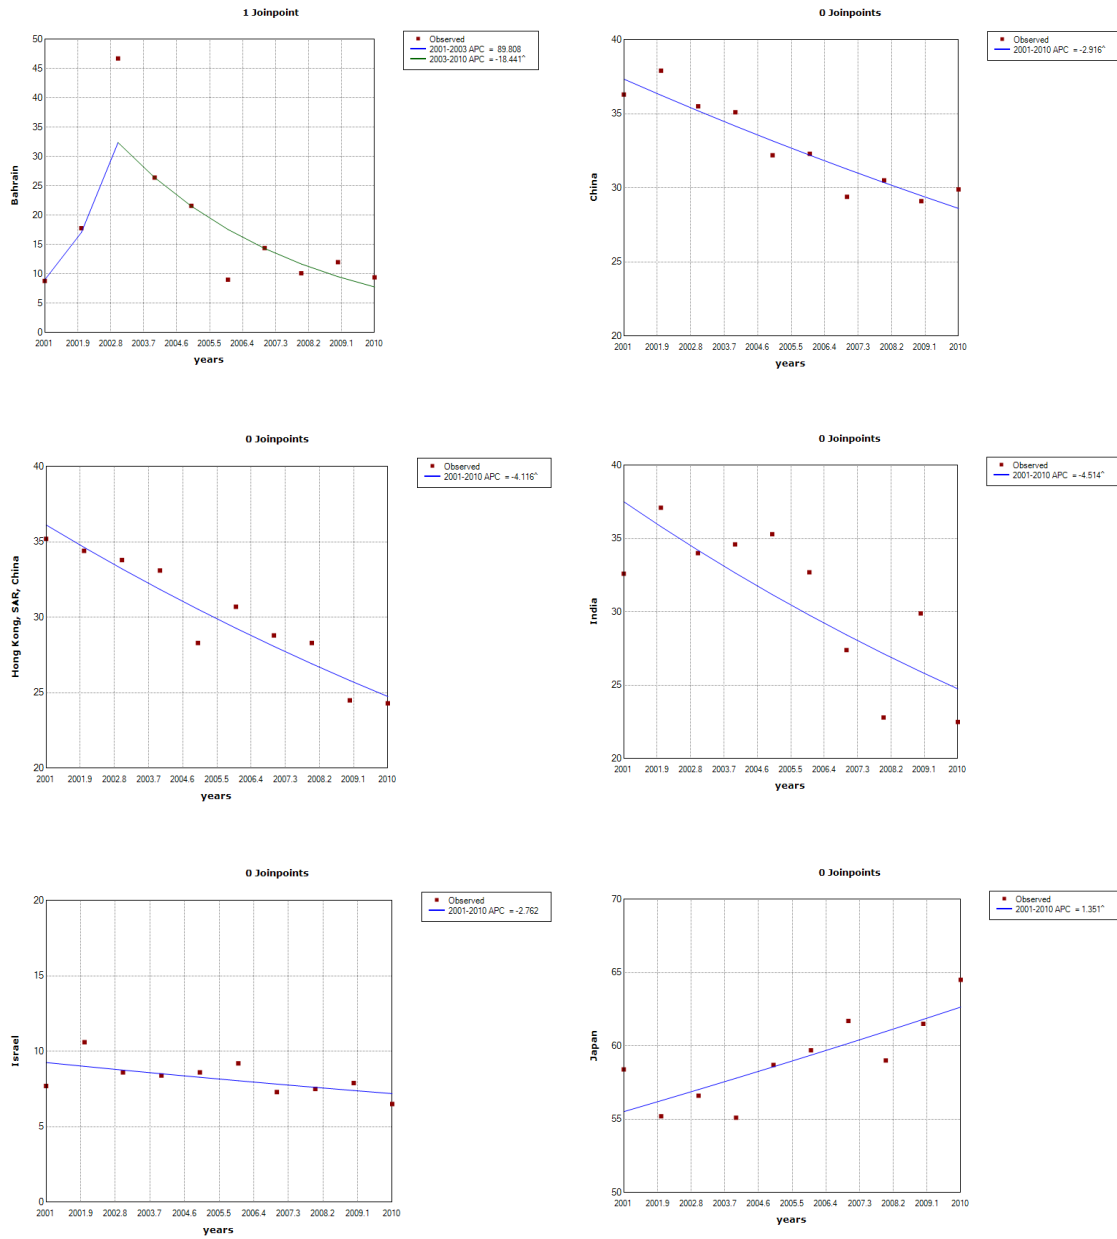 1 Joinpoint
Observed
2001-2003 APC = 89.808
2003-2010 APC = -18.441^
Bahrain
50
45
40
35
30
25
20
15
10
5
0
2001 2001.9 2002.8 2003.7 2004.6 2005.5 2006.4 2007.3 2008.2 2009.1 2010
years
0 Joinpoints
Observed
2001-2010 APC = -2.916^
China
40
35
30
25
20
2001 2001.9 2002.8 2003.7 2004.6 2005.5 2006.4 2007.3 2008.2 2009.1 2010
years
0 Joinpoints
Observed
2001-2010 APC = -4.116^
Hong Kong, SAR, China
40
35
30
25
20
2001 2001.9 2002.8 2003.7 2004.6 2005.5 2006.4 2007.3 2008.2 2009.1 2010
years
0 Joinpoints
Observed
2001-2010 APC = -4.514^
India
40
35
30
25
20
2001 2001.9 2002.8 2003.7 2004.6 2005.5 2006.4 2007.3 2008.2 2009.1 2010
years
0 Joinpoints
Observed
2001-2010 APC = -2.762
Israel
20
15
10
5
0
2001 2001.9 2002.8 2003.7 2004.6 2005.5 2006.4 2007.3 2008.2 2009.1 2010
years
0 Joinpoints
Observed
2001-2010 APC = 1.351^
Japan
70
65
60
55
50
2001 2001.9 2002.8 2003.7 2004.6 2005.5 2006.4 2007.3 2008.2 2009.1 2010
years